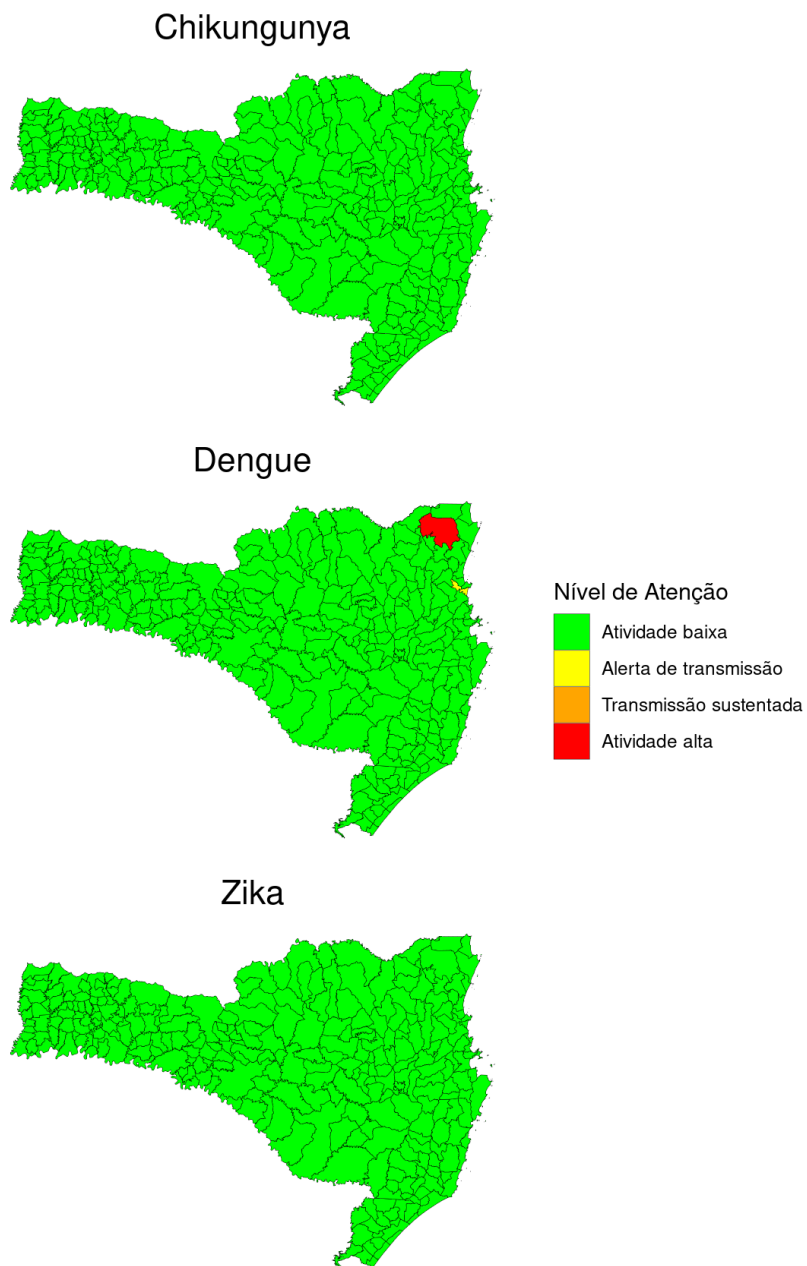 Chikungunya
Dengue
Nível de Atenção
Atividade baixa
Alerta de transmissão
Transmissão sustentada
Atividade alta
Zika